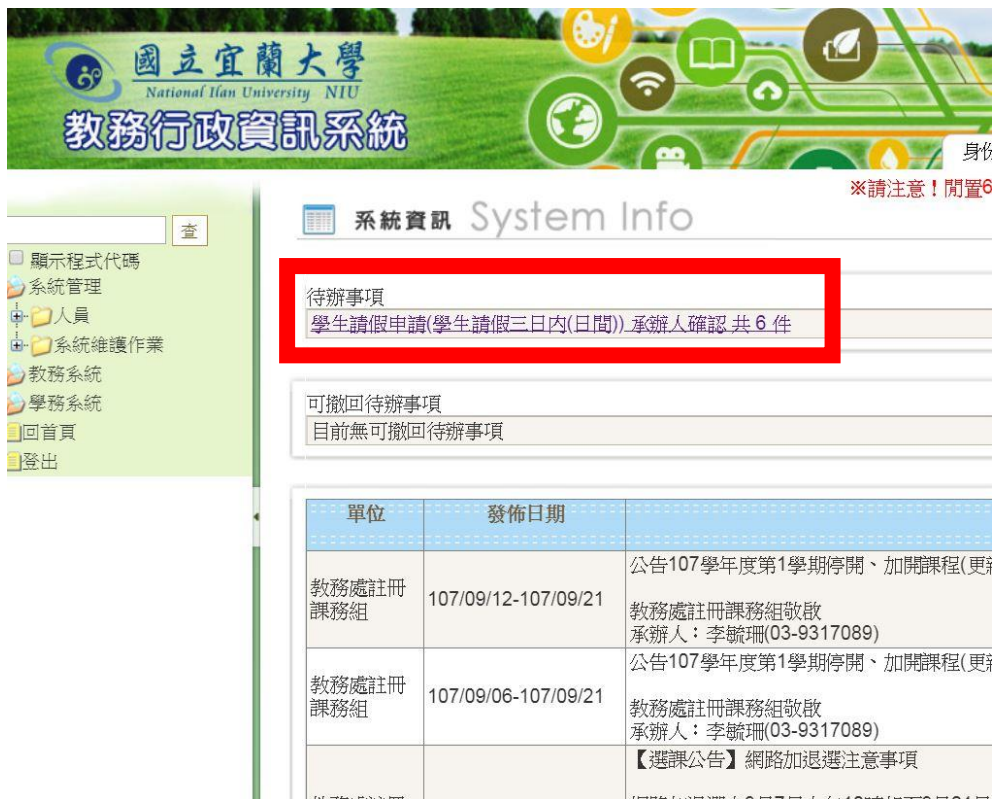 國立宜蘭大學
National Ilan University NIU
教務行政資訊系統
身份
※請注意！閒置6
查
顯示程式代碼
系統管理
人員
系統維護作業
教務系統
學務系統
回首頁
登出
系統資訊 System Info
待辦事項
學生請假申請(學生請假三日內(日間)) 承辦人確認 共 6 件
可撤回待辦事項
目前無可撤回待辦事項
單位 發佈日期
教務處註冊課務組 107/09/12-107/09/21
公告107學年度第1學期停開、加開課程(更新
教務處註冊課務組敬啟
承辦人：李毓珊(03-9317089)
教務處註冊課務組 107/09/06-107/09/21
公告107學年度第1學期停開、加開課程(更新
教務處註冊課務組敬啟
承辦人：李毓珊(03-9317089)
【選課公告】網路加退選注意事項